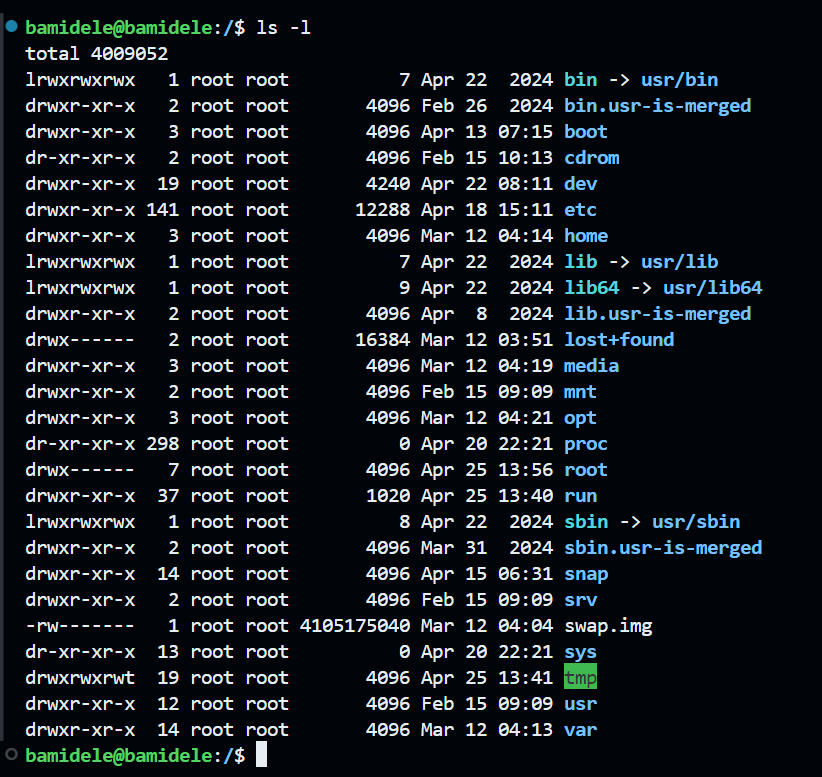 bamidele@bamidele:/$ ls -l
total 4009052
lrwxrwxrwx   1 root root          7 Apr 22  2024 bin -> usr/bin
drwxr-xr-x   2 root root       4096 Feb 26  2024 bin.usr-is-merged
drwxr-xr-x   3 root root       4096 Apr 13 07:15 boot
dr-xr-xr-x   2 root root       4096 Feb 15 10:13 cdrom
drwxr-xr-x  19 root root       4240 Apr 22 08:11 dev
drwxr-xr-x 141 root root      12288 Apr 18 15:11 etc
drwxr-xr-x   3 root root       4096 Mar 12 04:14 home
lrwxrwxrwx   1 root root          7 Apr 22  2024 lib -> usr/lib
lrwxrwxrwx   1 root root          9 Apr 22  2024 lib64 -> usr/lib64
drwxr-xr-x   2 root root       4096 Apr  8  2024 lib.usr-is-merged
drwx------   2 root root      16384 Mar 12 03:51 lost+found
drwxr-xr-x   3 root root       4096 Mar 12 04:19 media
drwxr-xr-x   2 root root       4096 Feb 15 09:09 mnt
drwxr-xr-x   3 root root       4096 Mar 12 04:21 opt
dr-xr-xr-x 298 root root          0 Apr 20 22:21 proc
drwx------   7 root root       4096 Apr 25 13:56 root
drwxr-xr-x  37 root root       1020 Apr 25 13:40 run
lrwxrwxrwx   1 root root          8 Apr 22  2024 sbin -> usr/sbin
drwxr-xr-x   2 root root       4096 Mar 31  2024 sbin.usr-is-merged
drwxr-xr-x  14 root root       4096 Apr 15 06:31 snap
drwxr-xr-x   2 root root       4096 Feb 15 09:09 srv
-rw-------   1 root root 4105175040 Mar 12 04:04 swap.img
dr-xr-xr-x  13 root root          0 Apr 20 22:21 sys
drwxrwxrwt  19 root root       4096 Apr 25 13:41 tmp
drwxr-xr-x  12 root root       4096 Feb 15 09:09 usr
drwxr-xr-x  14 root root       4096 Mar 12 04:13 var
bamidele@bamidele:/$